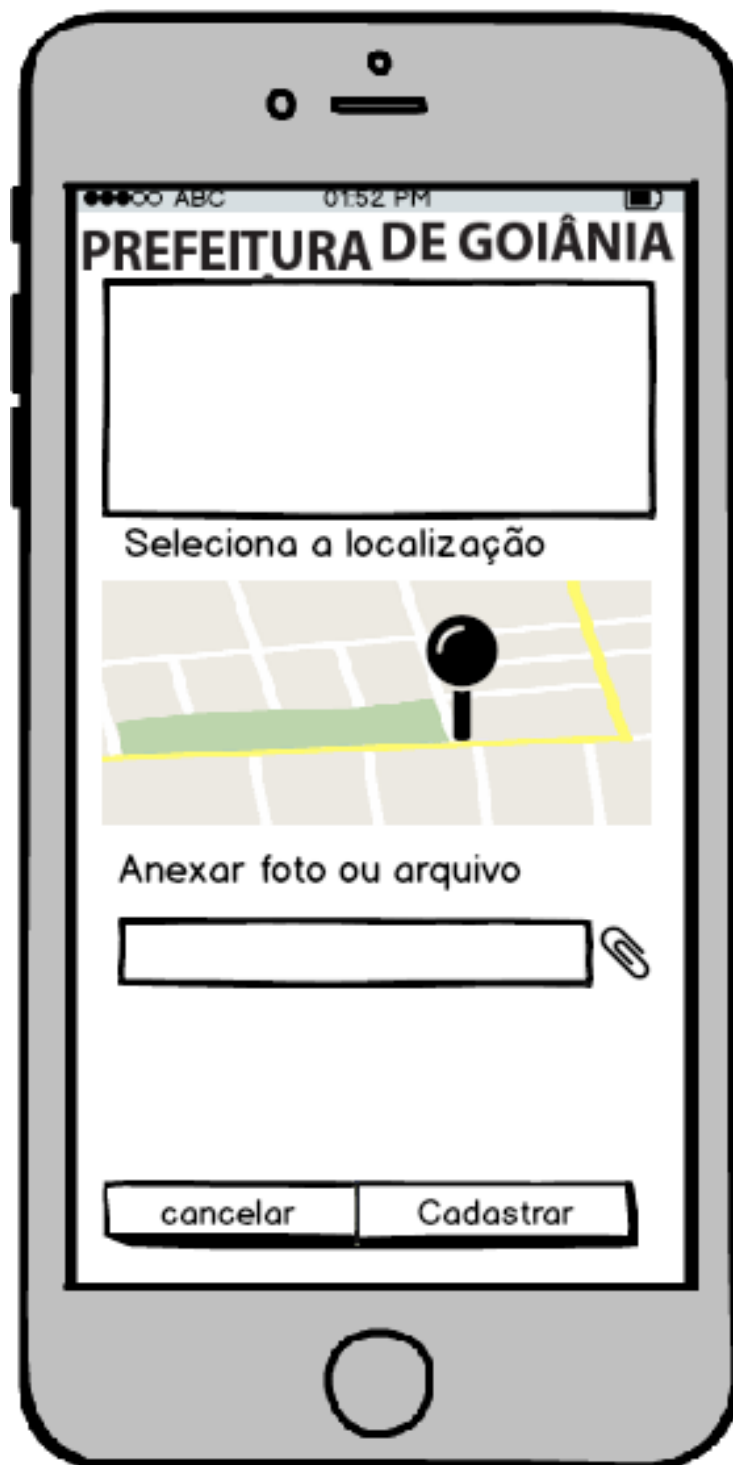 ABC 01:52 PM
PREFEITURA DE GOIÂNIA
Seleciona a localização
Anexar foto ou arquivo
cancelar Cadastrar